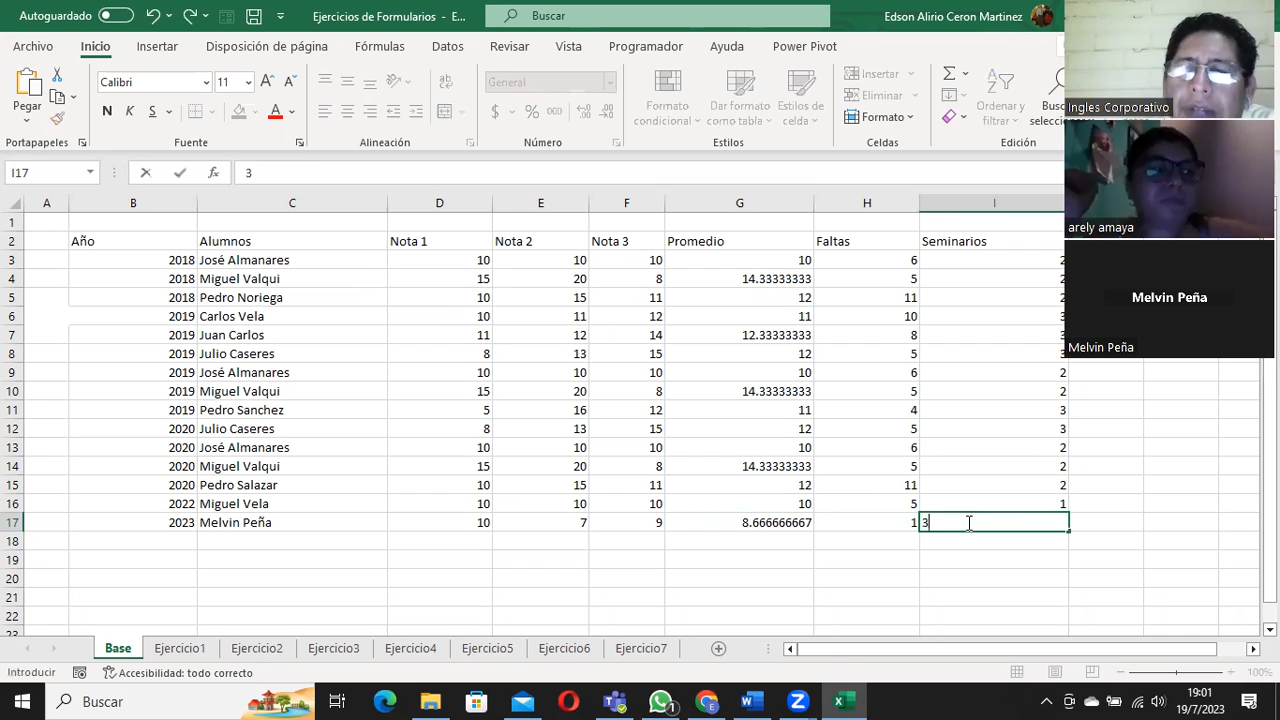 Autoguardado Ejercicios de Formularios - E... Buscar Edson Alirio Ceron Martinez
Archivo Inicio Insertar Disposición de página Fórmulas Datos Revisar Vista Programador Ayuda Power Pivot
Pegar Calibri 11 General Formato condicional Dar formato como tabla Estilos de celda Insertar Eliminar Formato Ordenar y
N K S
Portapapeles Fuente Alineación Número Estilos Celdas Edición
I17 3
A B C D E F G H I
1
2 Año Alumnos Nota 1 Nota 2 Nota 3 Promedio Faltas Seminarios
3 2018 José Almanares 10 10 10 10 6 2
4 2018 Miguel Valqui 15 20 8 14.33333333 5 2
5 2018 Pedro Noriega 10 15 11 12 11 2
6 2019 Carlos Vela 10 11 12 11 10 3
7 2019 Juan Carlos 11 12 14 12.33333333 8 3
8 2019 Julio Caseres 8 13 15 12 5 3
9 2019 José Almanares 10 10 10 10 6 2
10 2019 Miguel Valqui 15 20 8 14.33333333 5 2
11 2019 Pedro Sanchez 5 16 12 11 4 3
12 2020 Julio Caseres 8 13 15 12 5 3
13 2020 José Almanares 10 10 10 10 6 2
14 2020 Miguel Valqui 15 20 8 14.33333333 5 2
15 2020 Pedro Salazar 10 15 11 12 11 2
16 2022 Miguel Vela 10 10 10 10 5 1
17 2023 Melvin Peña 10 7 9 8.666666667 1 3
18
19
20
21
22
23
Base Ejercicio1 Ejercicio2 Ejercicio3 Ejercicio4 Ejercicio5 Ejercicio6 Ejercicio7
Introducir Accesibilidad: todo correcto 100%
Buscar 19:01
19/7/2023
Ingles Corporativo
arely amaya
Melvin Peña
Melvin Peña